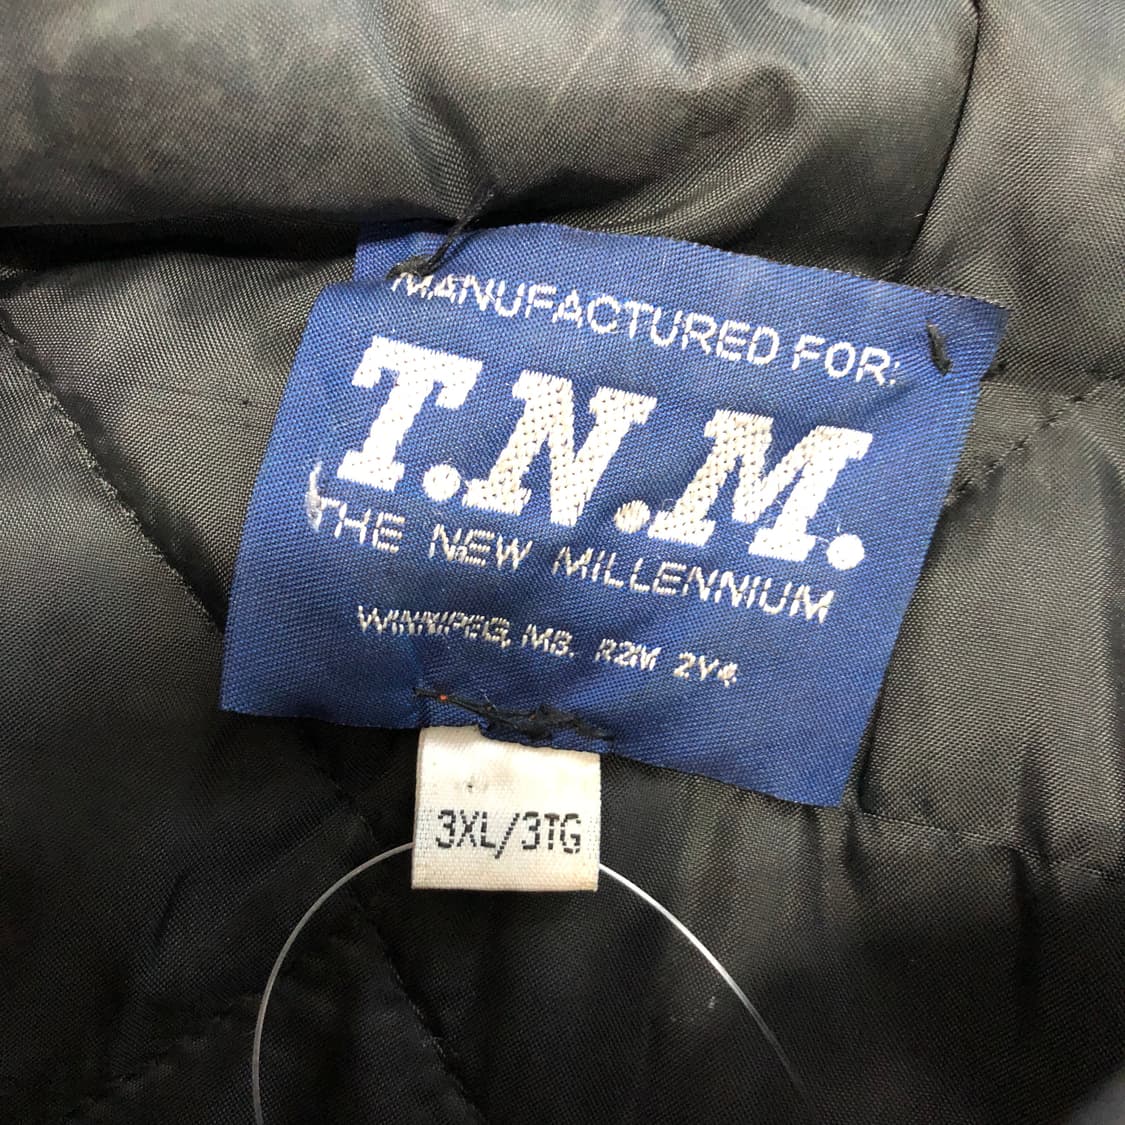 MANUFACTURED FOR:
T.N.M.
THE NEW MILLENNIUM
WINNIPEG, MB. R2M 2Y4
3XL/3TG